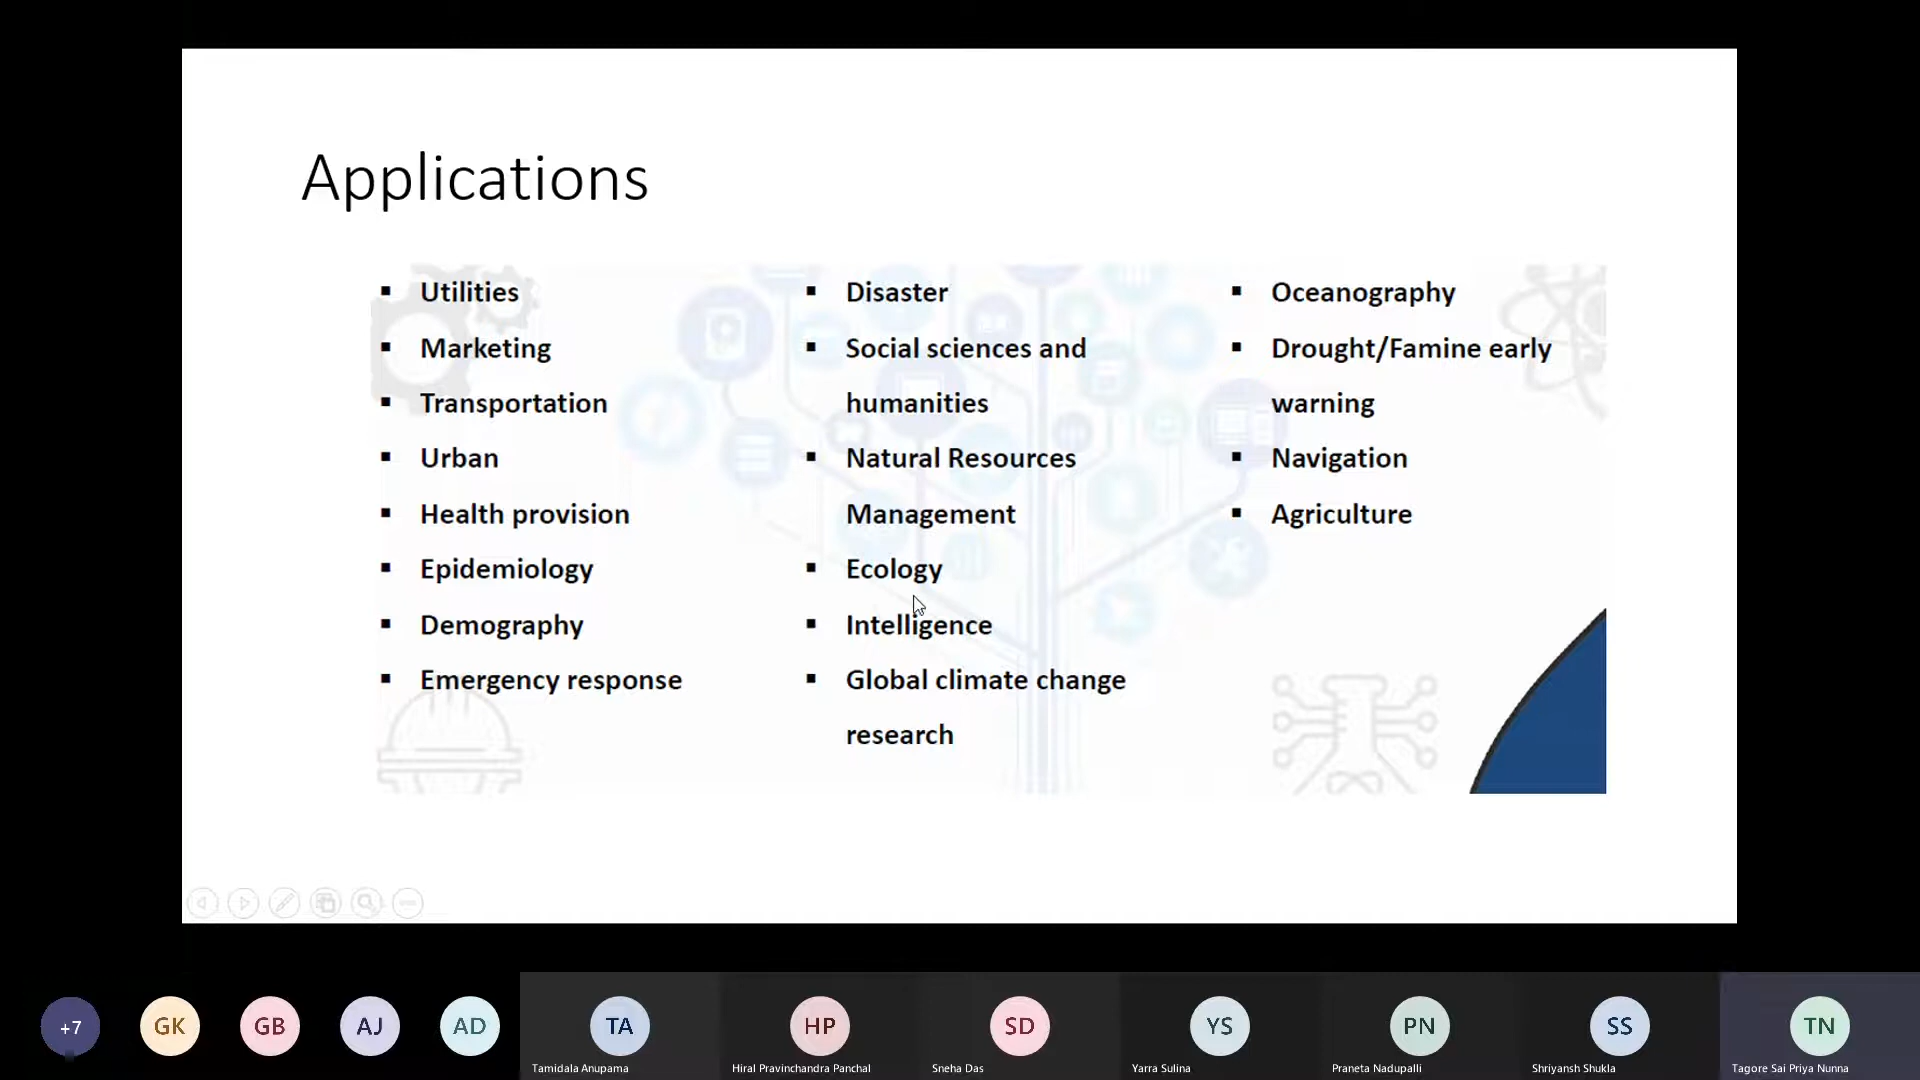 Applications
Utilities
Marketing
Transportation
Urban
Health provision
Epidemiology
Demography
Emergency response
Disaster
Social sciences and
humanities
Natural Resources
Management
Ecology
Intelligence
Global climate change
research
Oceanography
Drought/Famine early
warning
Navigation
Agriculture
+7
GK
GB
AJ
AD
TA
Tamidala Anupama
HP
Hiral Pravinchandra Panchal
SD
Sneha Das
YS
Yarra Sulina
PN
Praneta Nadupalli
SS
Shriyansh Shukla
TN
Tagore Sai Priya Nunna